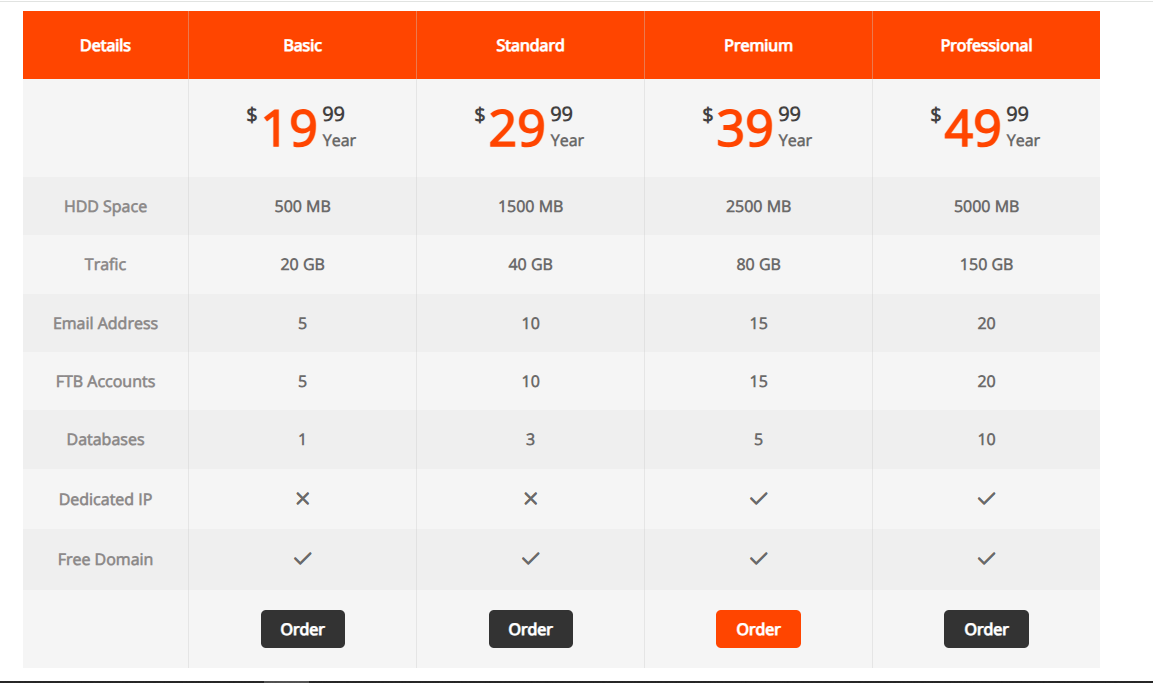 Details Basic Standard Premium Professional
$ 19 99 Year $ 29 99 Year $ 39 99 Year $ 49 99 Year
HDD Space 500 MB 1500 MB 2500 MB 5000 MB
Trafic 20 GB 40 GB 80 GB 150 GB
Email Address 5 10 15 20
FTB Accounts 5 10 15 20
Databases 1 3 5 10
Dedicated IP ✕ ✕ ✓ ✓
Free Domain ✓ ✓ ✓ ✓
Order Order Order Order